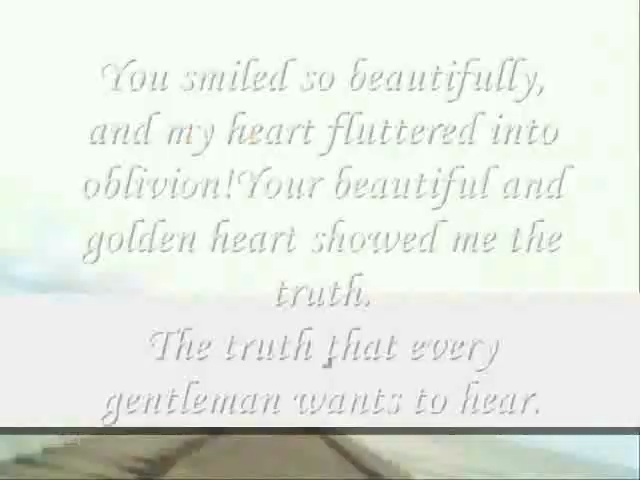 You smiled so beautifully,
and my heart fluttered into
oblivion!Your beautiful and
golden heart showed me the
truth.
The truth that every
gentleman wants to hear.